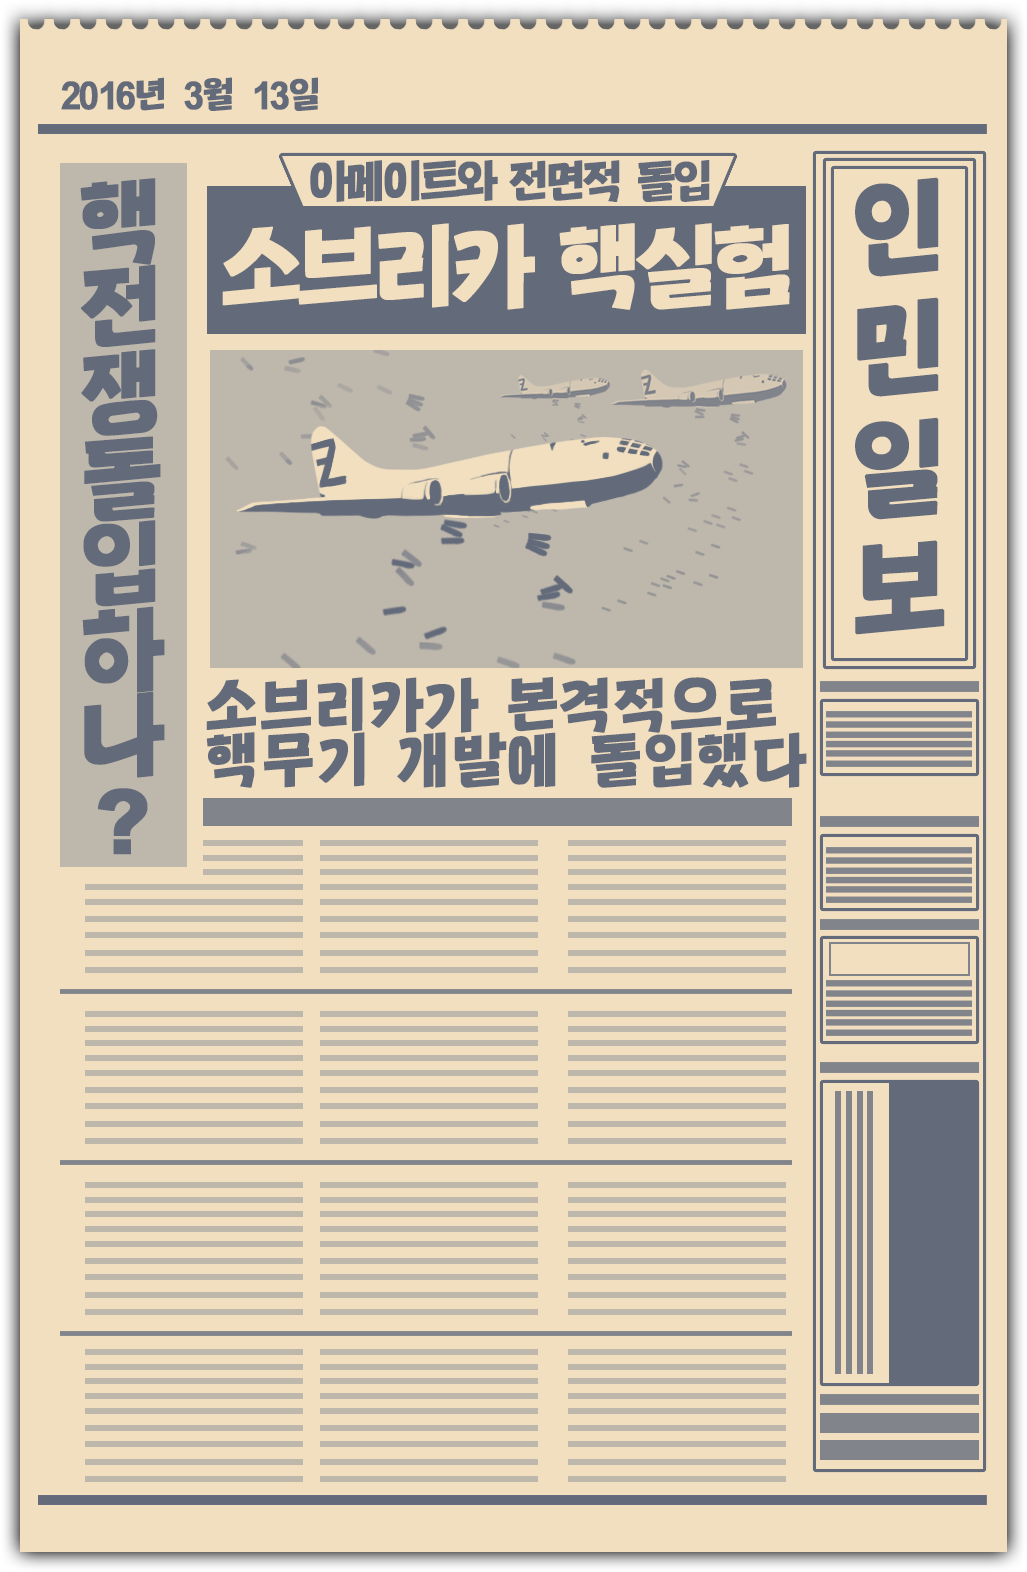 2016년 3월 13일
핵전쟁돌입하나?
아메이트와 전면적 돌입
소브리카 핵실험
인민일보
Z
Z
Z
소브리카가 본격적으로
핵무기 개발에 돌입했다